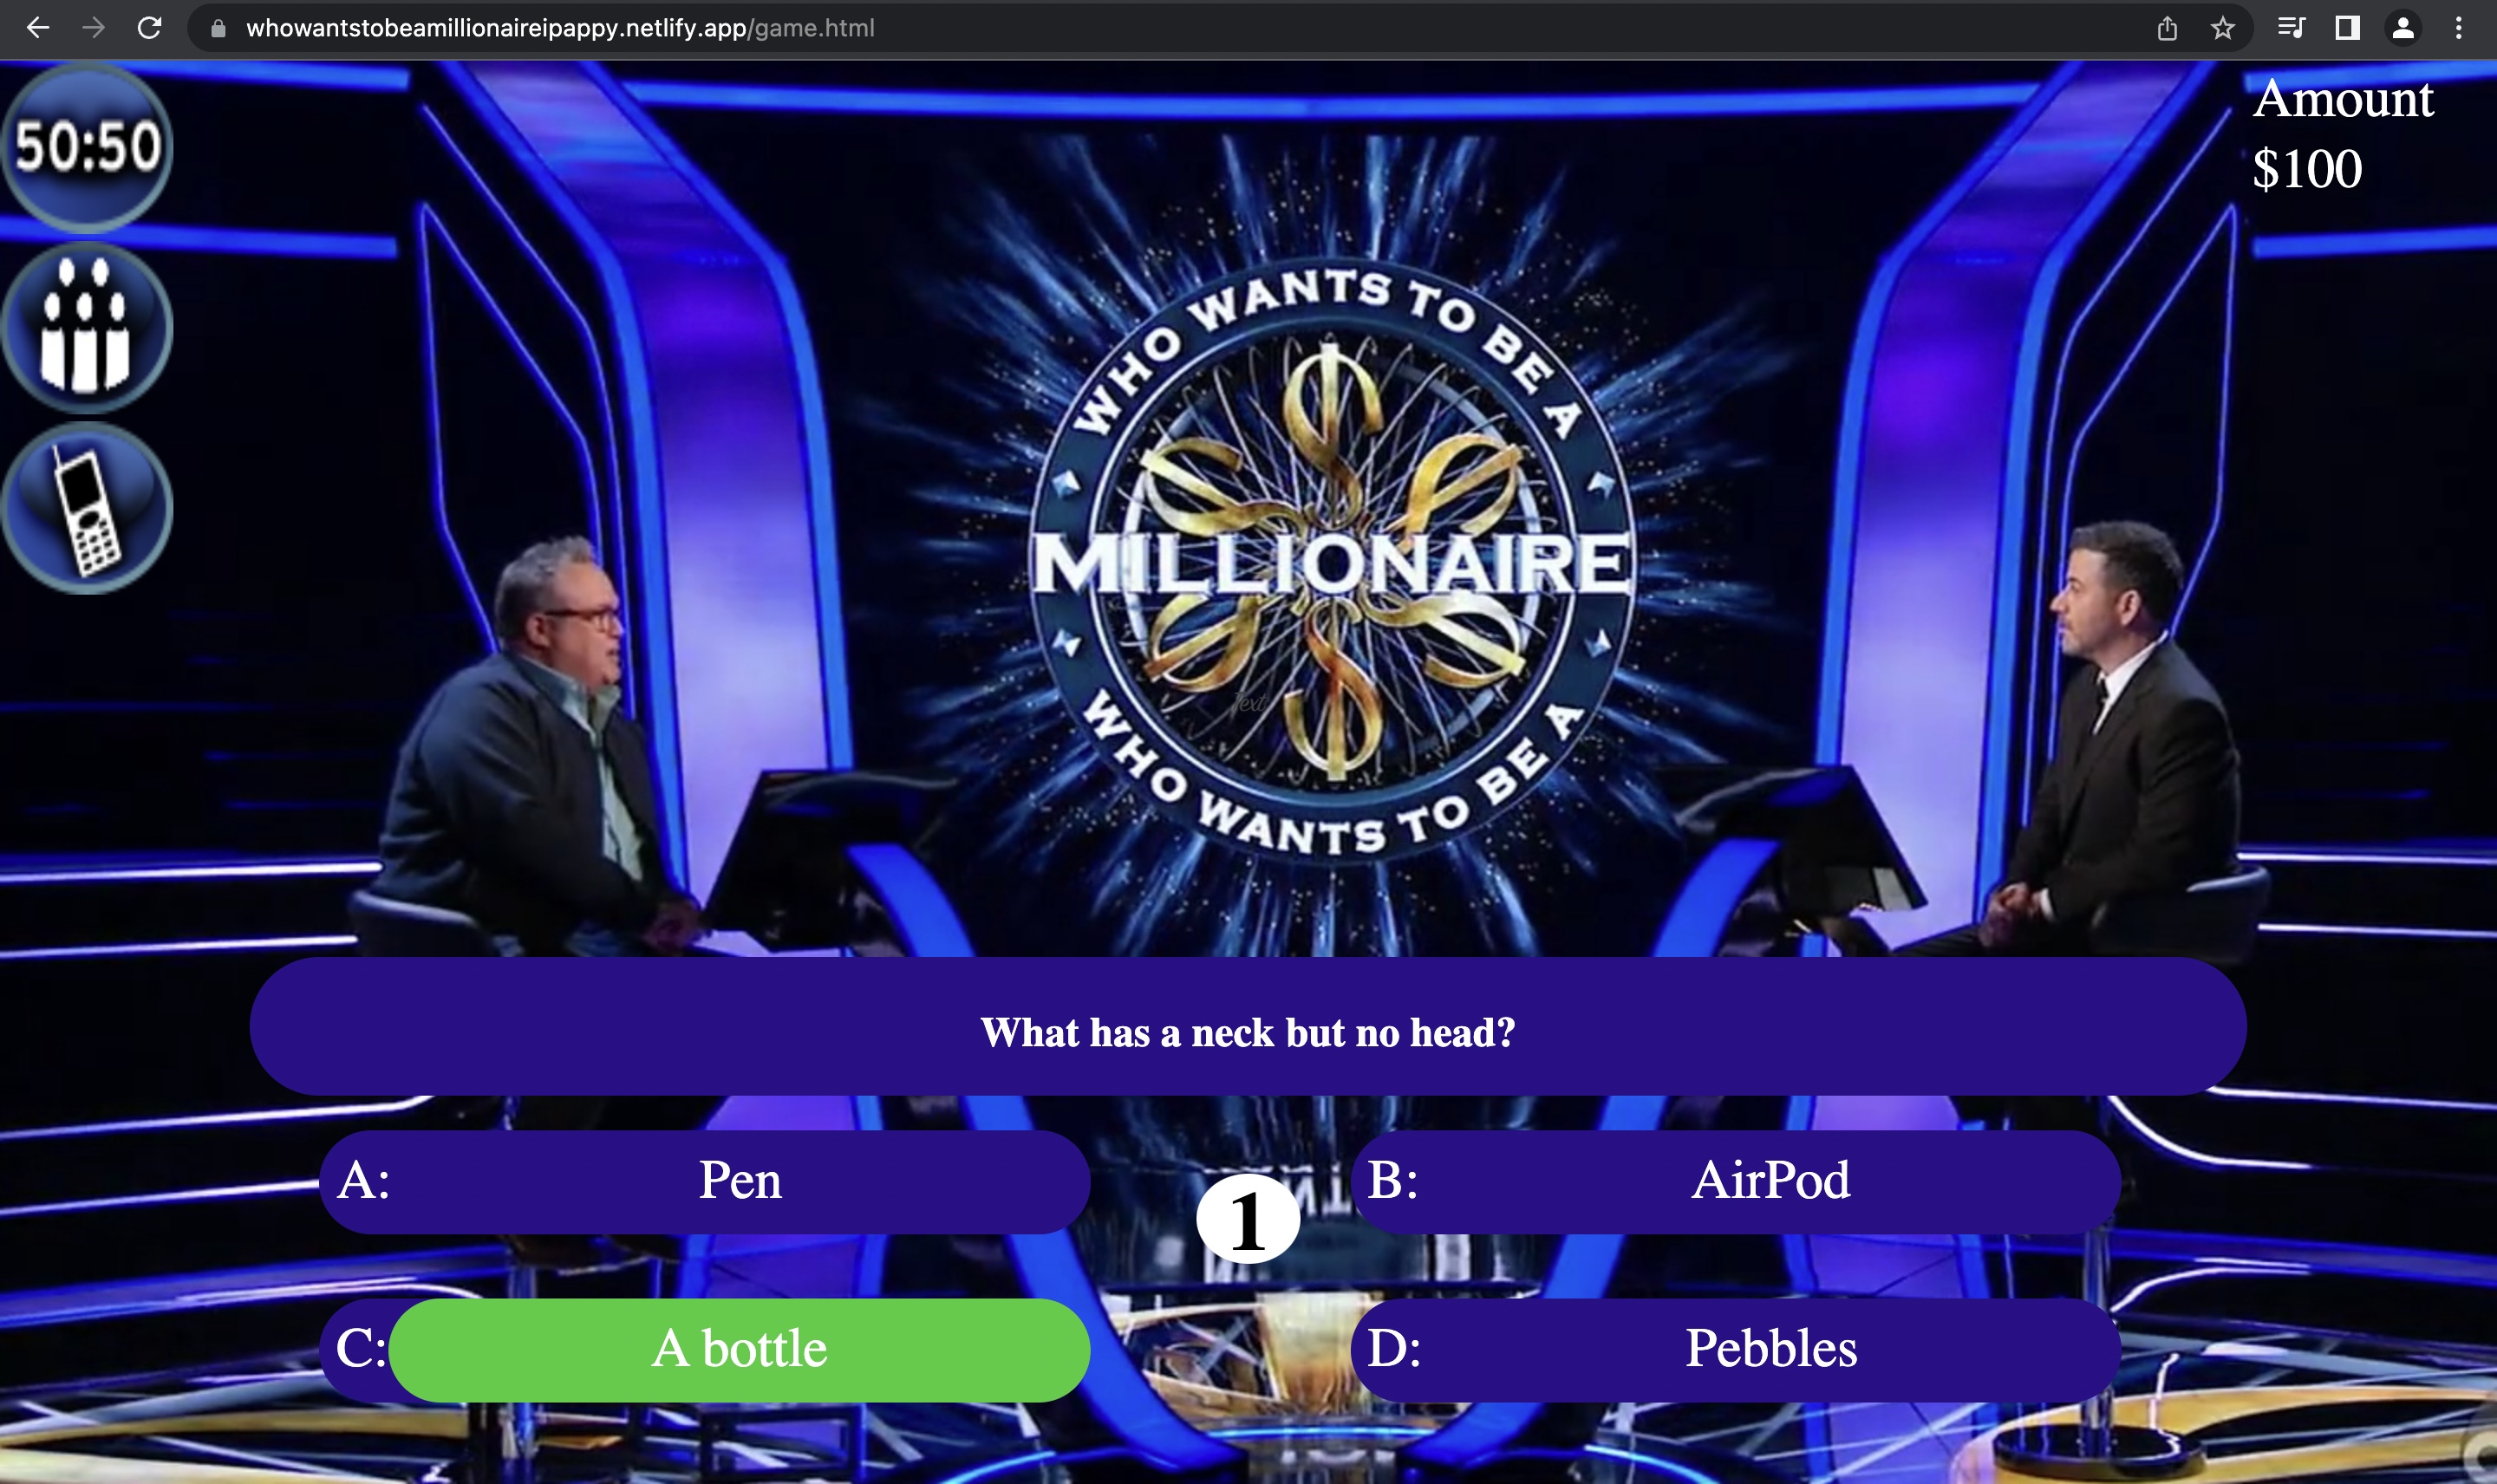 whowantstobeamillionaireipappy.netlify.app/game.html
50:50
Amount
$100
WHO WANTS TO BE A
MILLIONAIRE
WHO WANTS TO BE A
Text
What has a neck but no head?
A: Pen
B: AirPod
1
C: A bottle
D: Pebbles